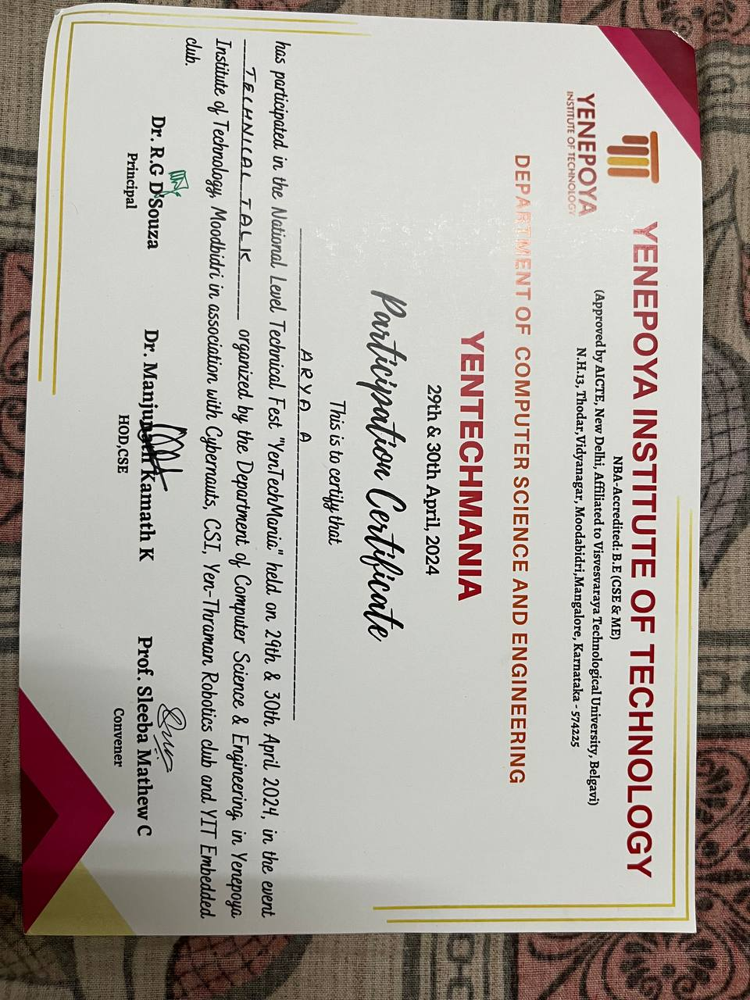 YENEPOYA INSTITUTE OF TECHNOLOGY
NBA-Accredited: B.E (CSE & ME)
(Approved by AICTE, New Delhi, Affiliated to Visvesvaraya Technological University, Belgavi)
N.H.13, Thodar,Vidyanagar, Moodabidri,Mangalore, Karnataka - 574225
YENEPOYA
INSTITUTE OF TECHNOLOGY
DEPARTMENT OF COMPUTER SCIENCE AND ENGINEERING
YENTECHMANIA
29th & 30th April, 2024
Participation Certificate
This is to certify that
ARYA A
has participated in the National Level Technical Fest "YenTechMania" held on 29th & 30th April 2024, in the event
TECHNICAL TALK organized by the Department of Computer Science & Engineering, in Yenepoya
Institute of Technology, Moodbidri in association with Cybernauts, CSI, Yen-Thraman Robotics club and YIT Embedded
club.
Dr. R.G D'Souza
Principal
Dr. Manjunath Kamath K
HOD,CSE
Prof. Sleeba Mathew C
Convener